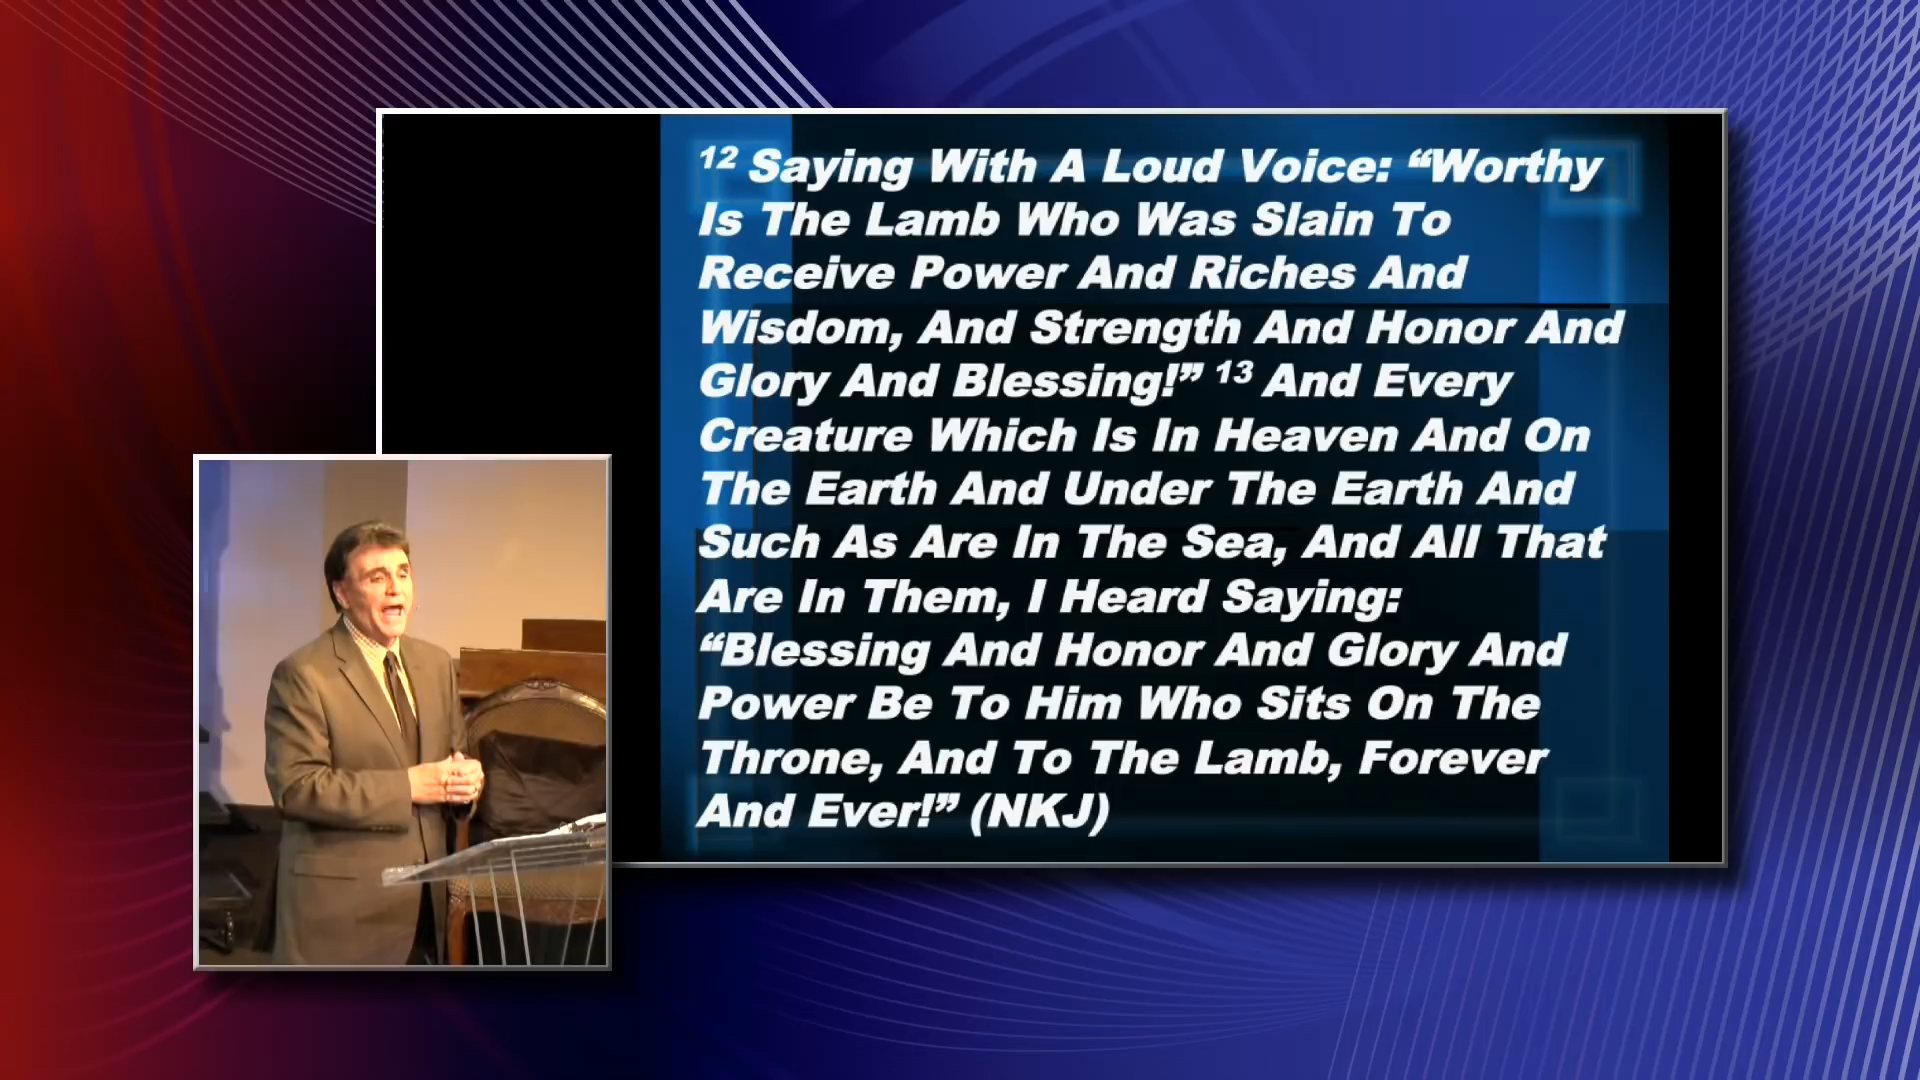 12 Saying With A Loud Voice: “Worthy
Is The Lamb Who Was Slain To
Receive Power And Riches And
Wisdom, And Strength And Honor And
Glory And Blessing!” 13 And Every
Creature Which Is In Heaven And On
The Earth And Under The Earth And
Such As Are In The Sea, And All That
Are In Them, I Heard Saying:
“Blessing And Honor And Glory And
Power Be To Him Who Sits On The
Throne, And To The Lamb, Forever
And Ever!” (NKJ)